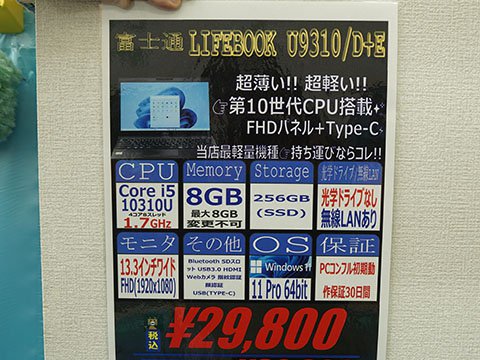 富士通 LIFEBOOK U9310/D+E
超薄い!! 超軽い!!
☞第10世代CPU搭載
FHDパネル+Type-C
当店最軽量機種☞持ち運びならコレ!!
CPU
Core i5
10310U
4コア8スレッド
1.7GHz
Memory
8GB
最大8GB
変更不可
Storage
256GB
(SSD)
光学ドライブ/無線LAN
光学ドライブなし
無線LANあり
モニタ
13.3インチワイド
FHD(1920x1080)
その他
Bluetooth SDスロ
ット USB3.0 HDMI
Webカメラ 指紋認証
顔認証
USB(TYPE-C)
OS
Windows 11
11 Pro 64bit
保証
PCコンフル初期動
作保証30日間
税込
¥29,800